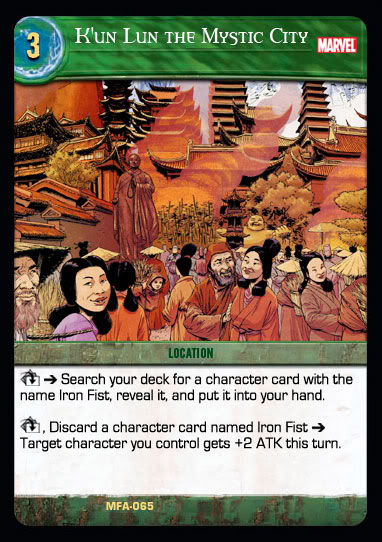 3
K'un Lun the Mystic City
MARVEL
LOCATION
➔ Search your deck for a character card with the
name Iron Fist, reveal it, and put it into your hand.
, Discard a character card named Iron Fist ➔
Target character you control gets +2 ATK this turn.
MFA-065